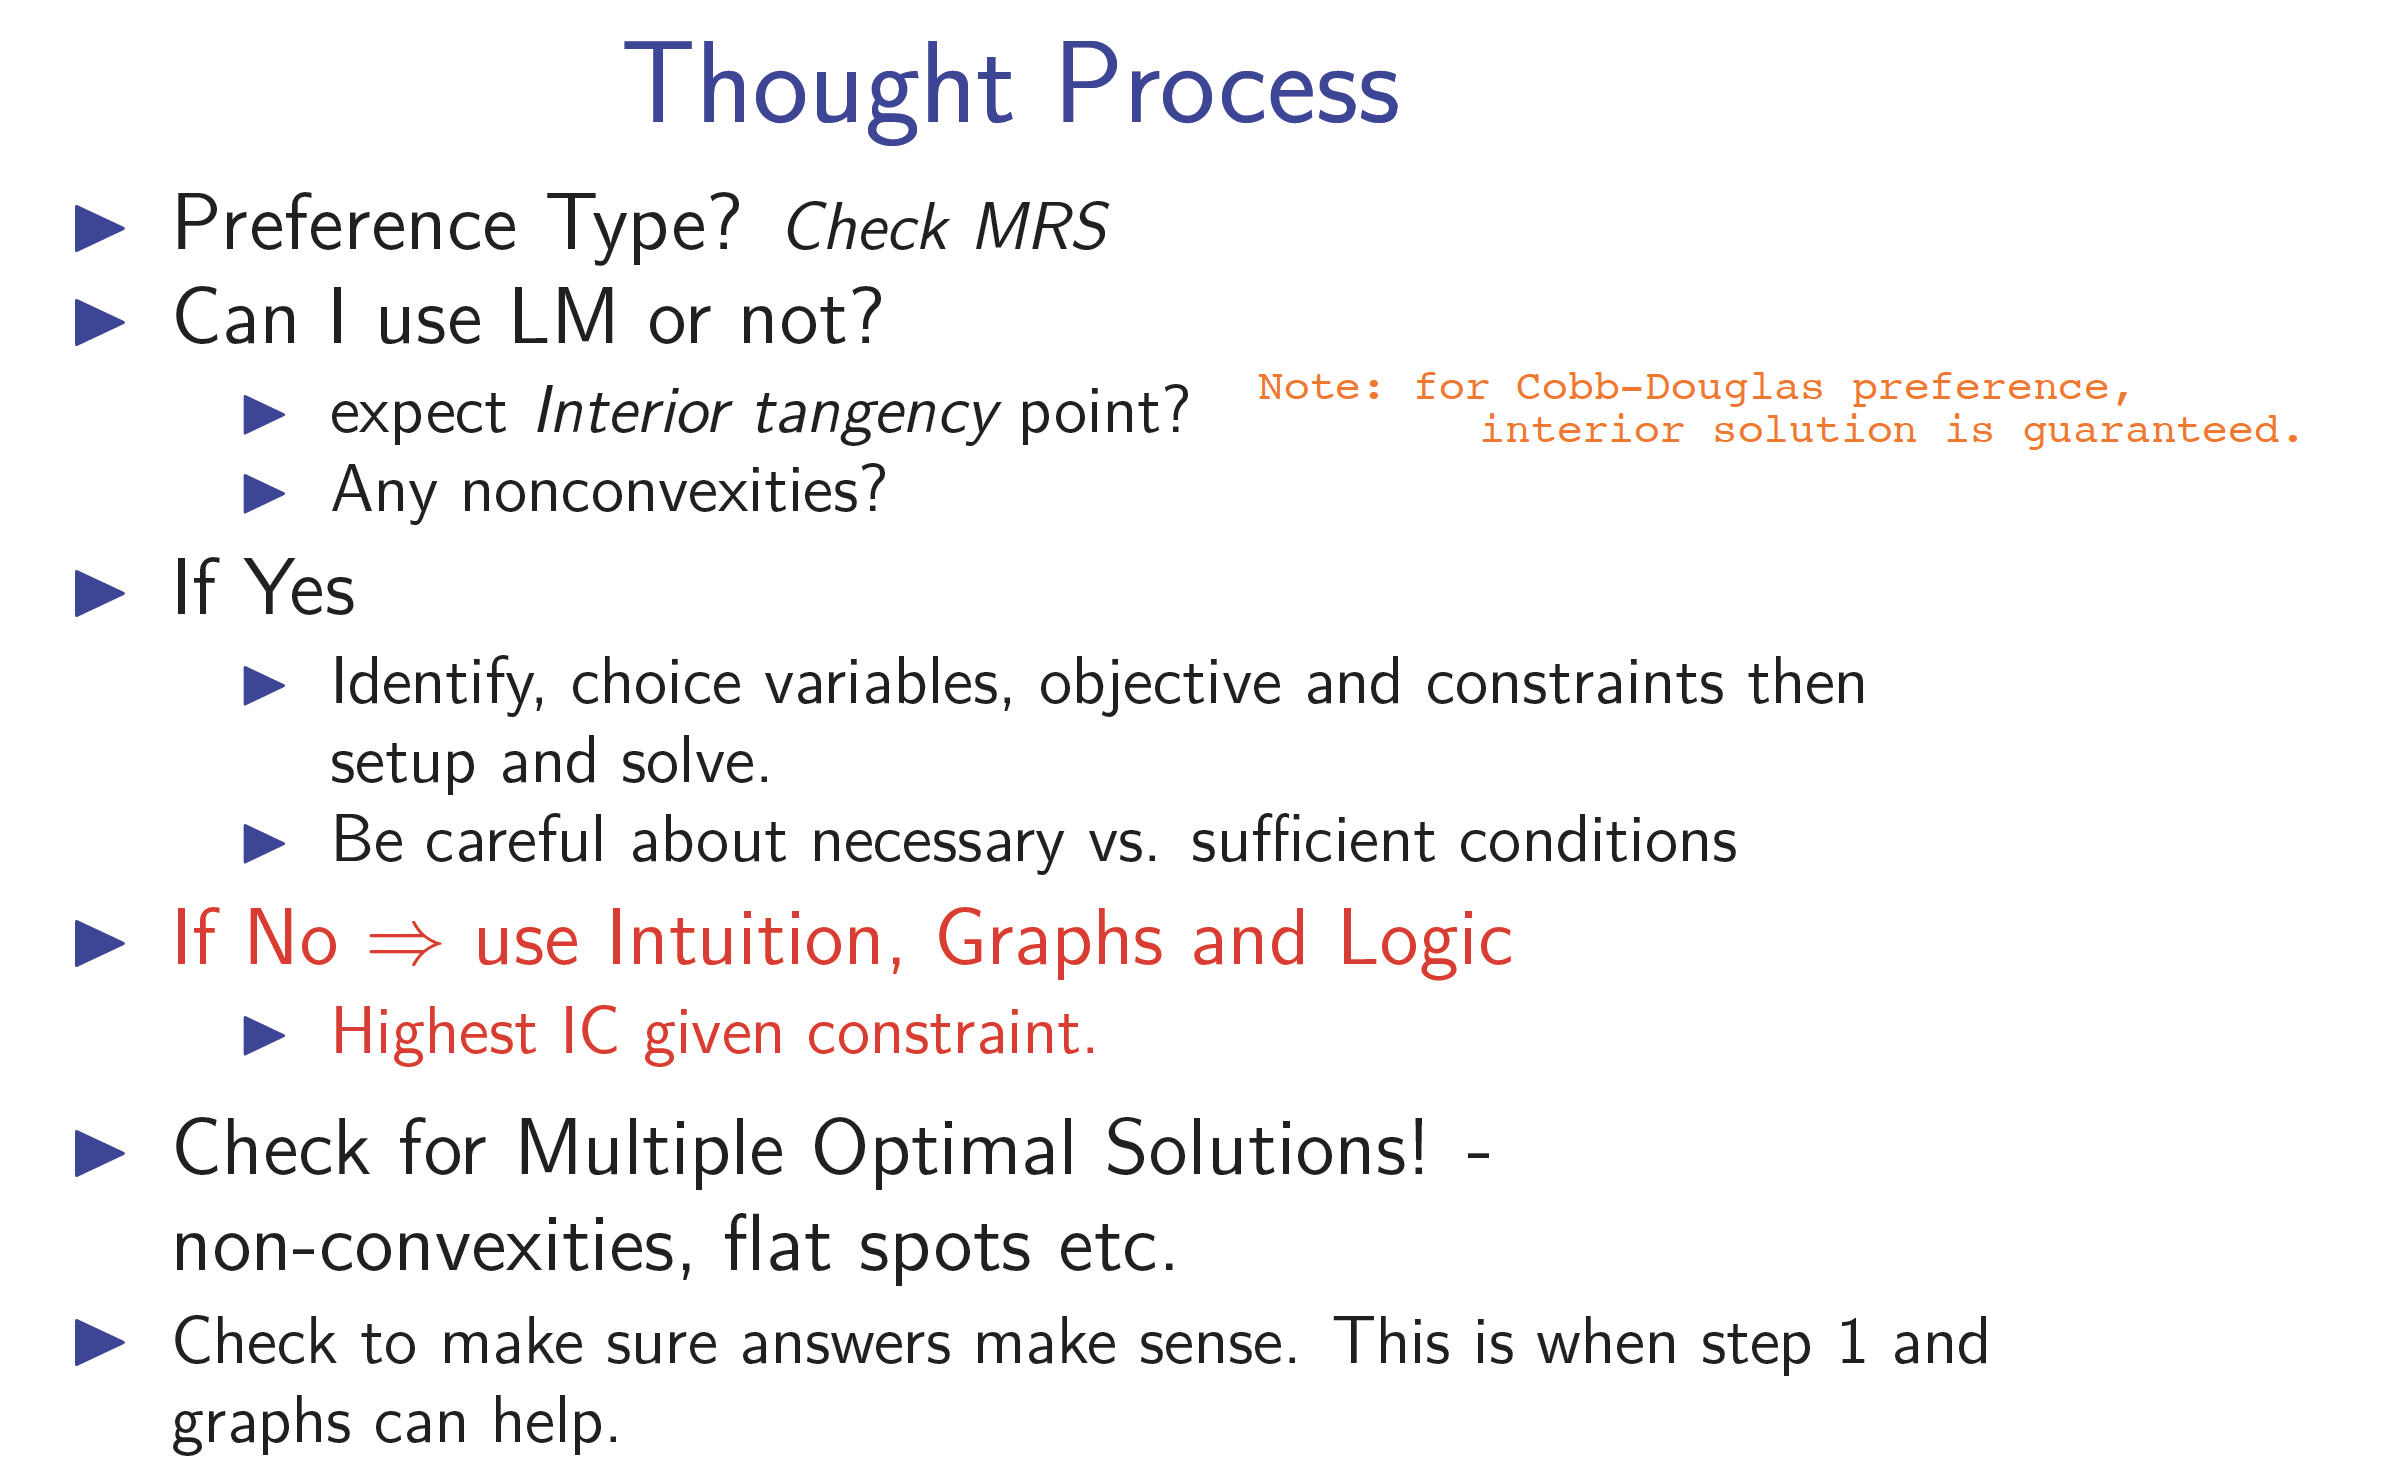 Thought Process
▶ Preference Type? Check MRS
▶ Can I use LM or not?
▶ expect Interior tangency point?
Note: for Cobb-Douglas preference,
interior solution is guaranteed.
▶ Any nonconvexities?
▶ If Yes
▶ Identify, choice variables, objective and constraints then
setup and solve.
▶ Be careful about necessary vs. sufficient conditions
▶ If No ⇒ use Intuition, Graphs and Logic
▶ Highest IC given constraint.
▶ Check for Multiple Optimal Solutions! -
non-convexities, flat spots etc.
▶ Check to make sure answers make sense. This is when step 1 and
graphs can help.